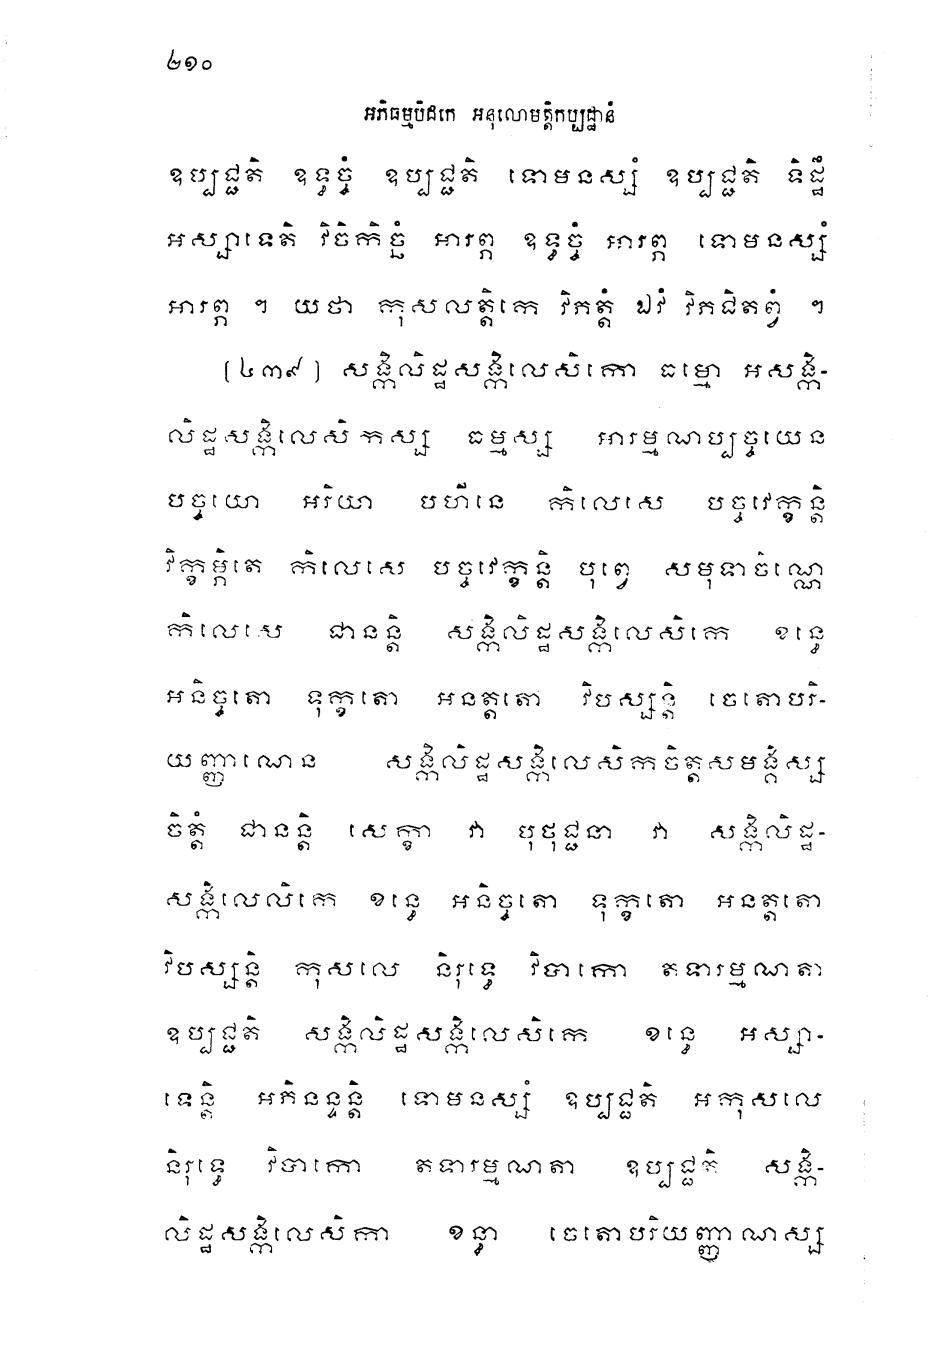 ២១០
អភិធម្មបិដកេ អនុលោមត្តិកប្បដ្ឋានំ
ឧប្បជ្ជតិ ឧទ្ធច្ចំ ឧប្បជ្ជតិ ទោមនស្សំ ឧប្បជ្ជតិ ទិដ្ឋឹ
អស្សាទេតិ វិចិកិច្ឆំ អារព្ភ ឧទ្ធច្ចំ អារព្ភ ទោមនស្សំ
អារព្ភ ។ យថា កុសលត្តិកេ វិភត្តំ ឯវំ វិភជិតព្វំ ។
(៤៣៩) សង្កិលិដ្ឋសង្កិលេសិកោ ធម្មោ អសង្កិ-
លិដ្ឋសង្កិលេសិកស្ស ធម្មស្ស អារម្មណប្បច្ចយេន
បច្ចយោ អរិយា បហីនេ កិលេសេ បច្ចវេក្ខន្តិ
វិក្ខម្ភិតេ កិលេសេ បច្ចវេក្ខន្តិ បុព្វេ សមុទាចិណ្ណេ
កិលេសេ ជានន្តិ សង្កិលិដ្ឋសង្កិលេសិកេ ខន្ធេ
អនិច្ចតោ ទុក្ខតោ អនត្តតោ វិបស្សន្តិ ចេតោបរិ-
យញ្ញាណេន សង្កិលិដ្ឋសង្កិលេសិកចិត្តសមង្គិស្ស
ចិត្តំ ជានន្តិ សេក្ខា វា បុថុជ្ជនា វា សង្កិលិដ្ឋ-
សង្កិលេលិកេ ខន្ធេ អនិច្ចតោ ទុក្ខតោ អនត្តតោ
វិបស្សន្តិ កុសលេ និរុទ្ធេ វិបាកោ តទារម្មណតា
ឧប្បជ្ជតិ សង្កិលិដ្ឋសង្កិលេសិកេ ខន្ធេ អស្សា-
ទេន្តិ អភិនន្ទន្តិ ទោមនស្សំ ឧប្បជ្ជតិ អកុសលេ
និរុទ្ធេ វិបាកោ តទារម្មណតា ឧប្បជ្ជតិ សង្កិ-
លិដ្ឋសង្កិលេសិកា ខន្ធា ចេតោបរិយញ្ញាណស្ស